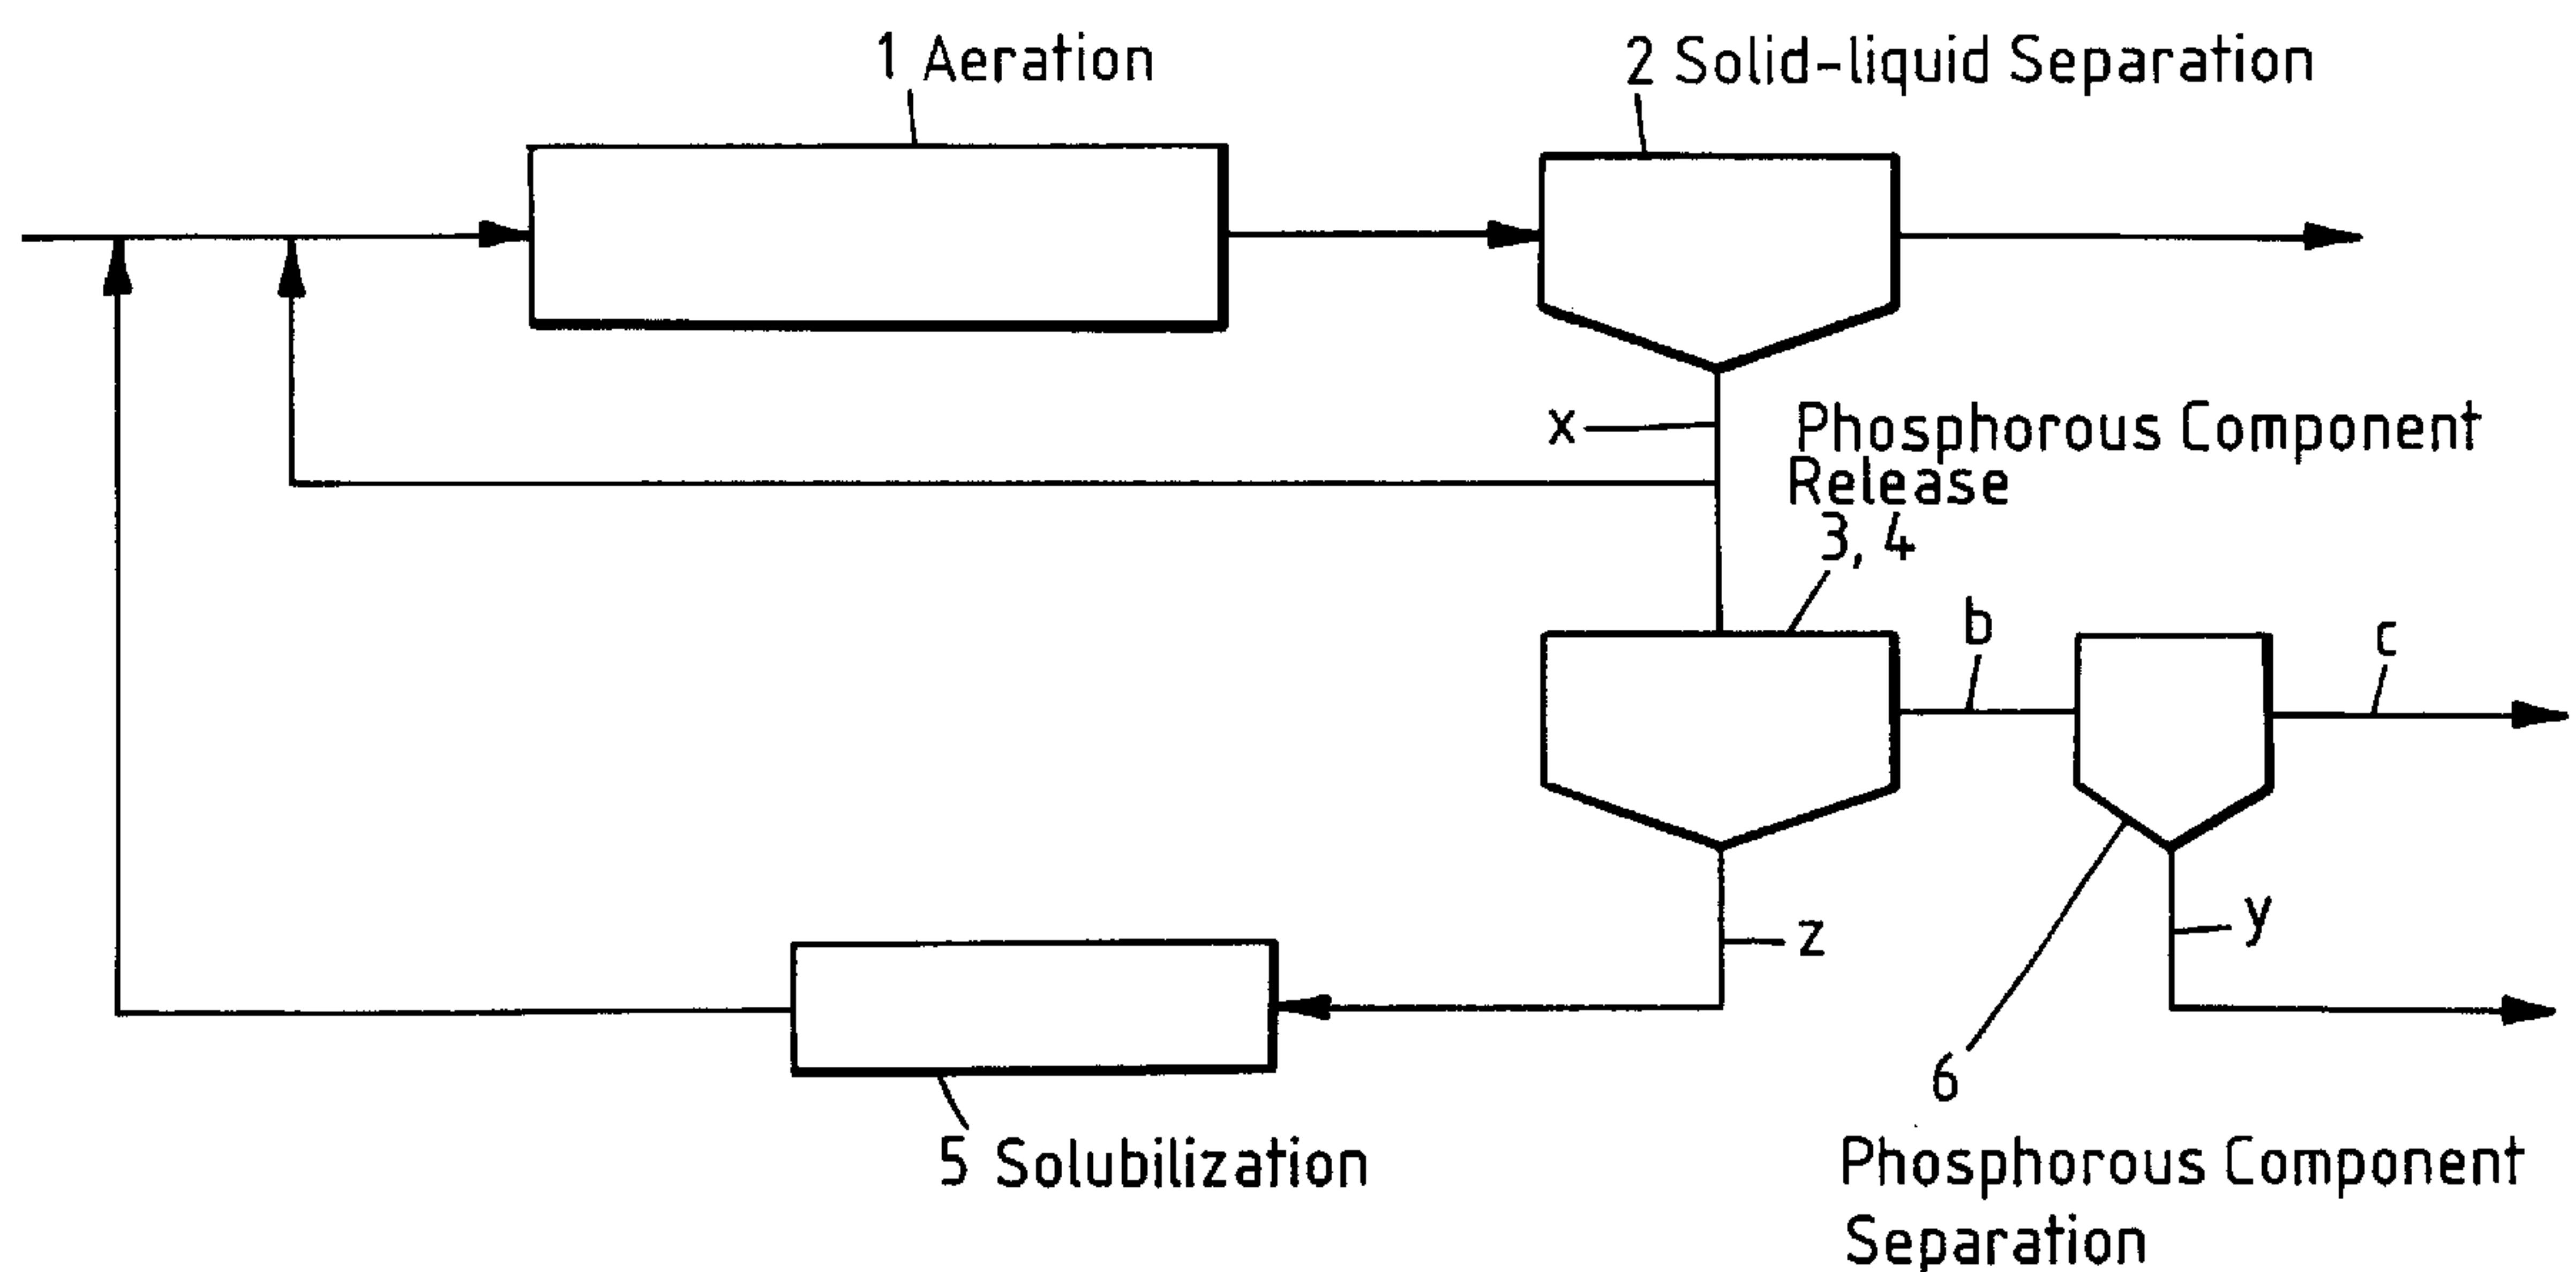 1 Aeration
2 Solid-liquid Separation
x
Phosphorous Component
Release
3, 4
b
c
z
y
6
5 Solubilization
Phosphorous Component
Separation